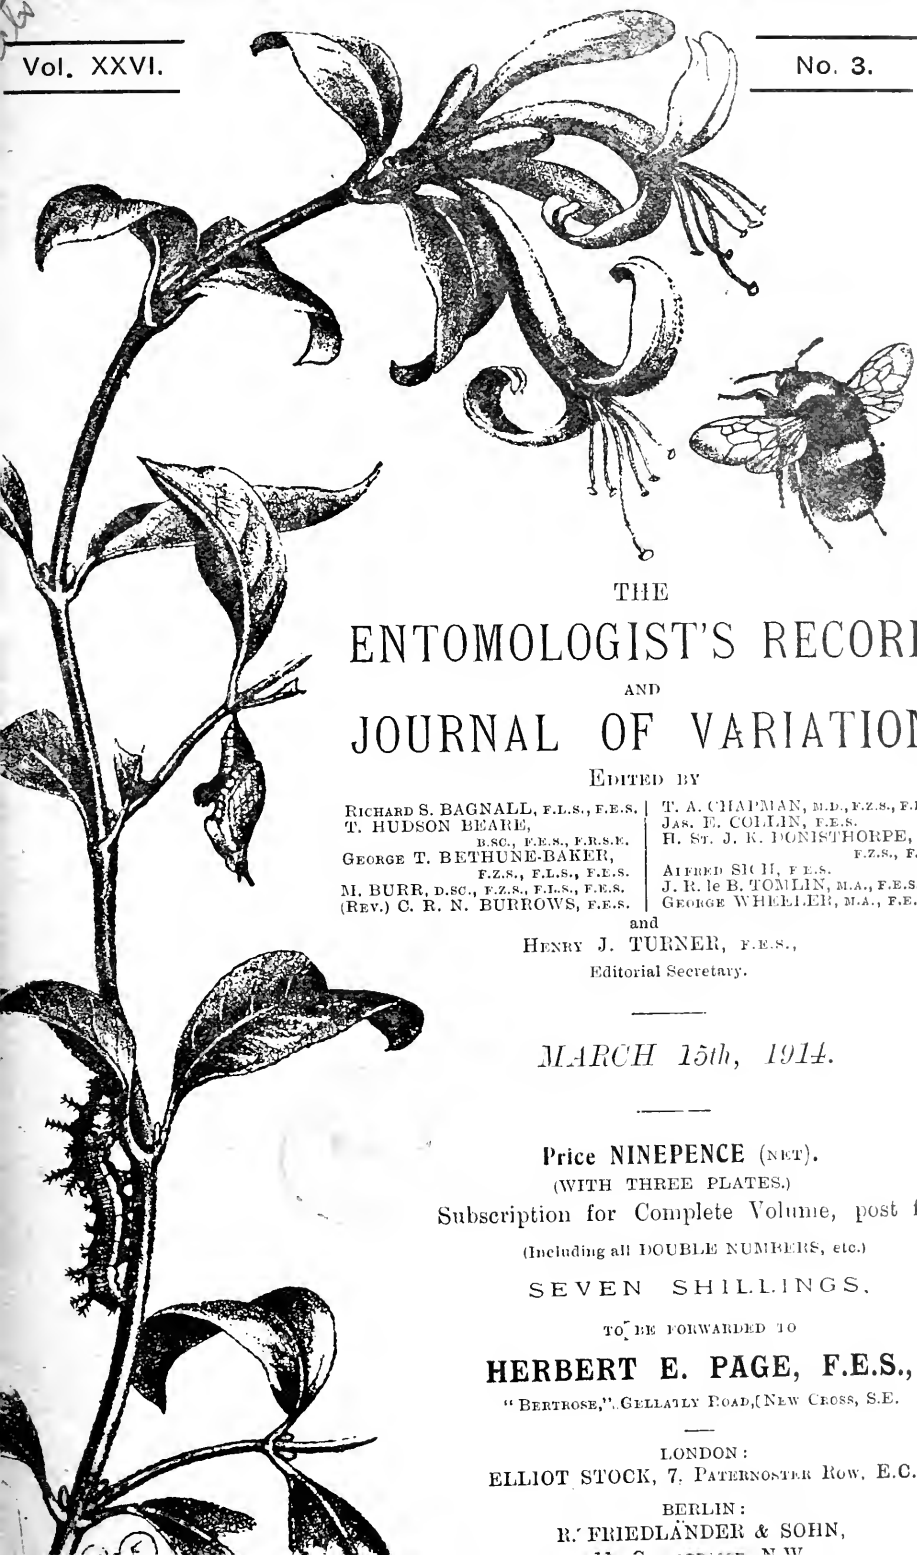 Vol. XXVI.
No. 3.
THE
ENTOMOLOGIST'S RECOR
AND
JOURNAL OF VARIATION
EDITED BY
RICHARD S. BAGNALL, F.L.S., F.E.S.
T. HUDSON BEARE,
B.SC., F.E.S., F.R.S.E.
GEORGE T. BETHUNE-BAKER,
F.Z.S., F.L.S., F.E.S.
M. BURR, D.SC., F.Z.S., F.L.S., F.E.S.
(REV.) C. R. N. BURROWS, F.E.S.
T. A. CHAPMAN, M.D., F.Z.S., F.
JAS. E. COLLIN, F.E.S.
H. ST. J. K. DONISTHORPE,
F.Z.S., F.
ALFRED SICH, F.E.S.
J. R. le B. TOMLIN, M.A., F.E.S
GEORGE WHEELER, M.A., F.E.
and
HENRY J. TURNER, F.E.S.,
Editorial Secretary.
MARCH 15th, 1914.
Price NINEPENCE (NET).
(WITH THREE PLATES.)
Subscription for Complete Volume, post f
(Including all DOUBLE NUMBERS, etc.)
SEVEN SHILLINGS,
TO BE FORWARDED TO
HERBERT E. PAGE, F.E.S.,
"BERTROSE," GELLATLY ROAD, NEW CROSS, S.E.
LONDON:
ELLIOT STOCK, 7, PATERNOSTER ROW, E.C.
BERLIN:
R. FRIEDLÄNDER & SOHN,
N.W.